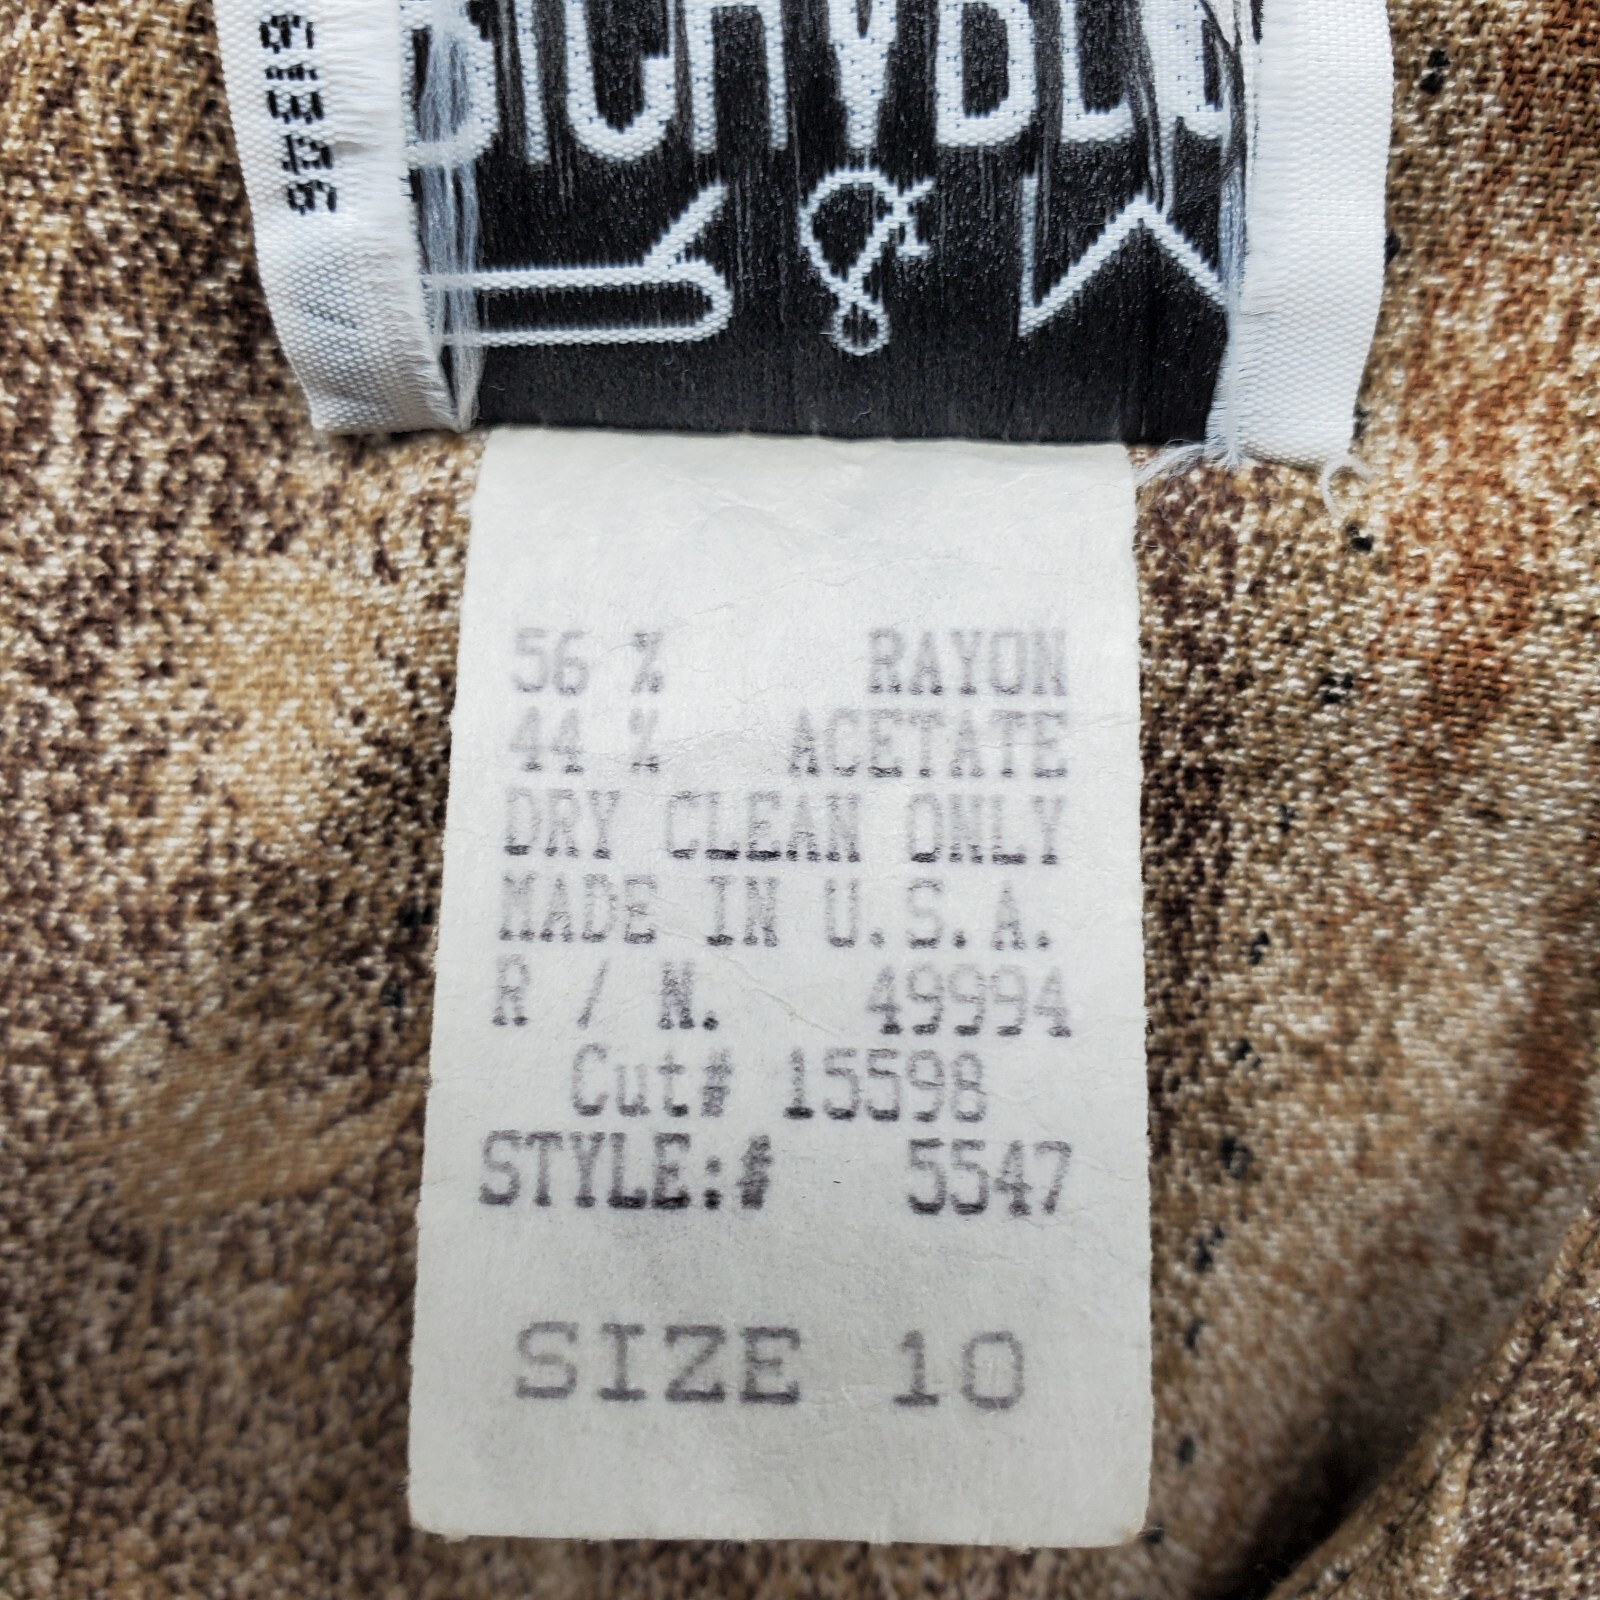 &
56 % RAYON
44 % ACETATE
DRY CLEAN ONLY
MADE IN U.S.A.
R / N. 49994
Cut# 15598
STYLE:# 5547
SIZE 10